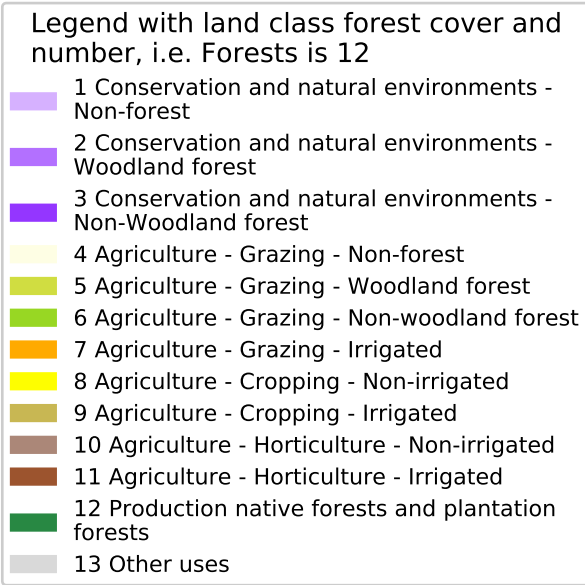 Legend with land class forest cover and
number, i.e. Forests is 12
1 Conservation and natural environments -
Non-forest
2 Conservation and natural environments -
Woodland forest
3 Conservation and natural environments -
Non-Woodland forest
4 Agriculture - Grazing - Non-forest
5 Agriculture - Grazing - Woodland forest
6 Agriculture - Grazing - Non-woodland forest
7 Agriculture - Grazing - Irrigated
8 Agriculture - Cropping - Non-irrigated
9 Agriculture - Cropping - Irrigated
10 Agriculture - Horticulture - Non-irrigated
11 Agriculture - Horticulture - Irrigated
12 Production native forests and plantation
forests
13 Other uses